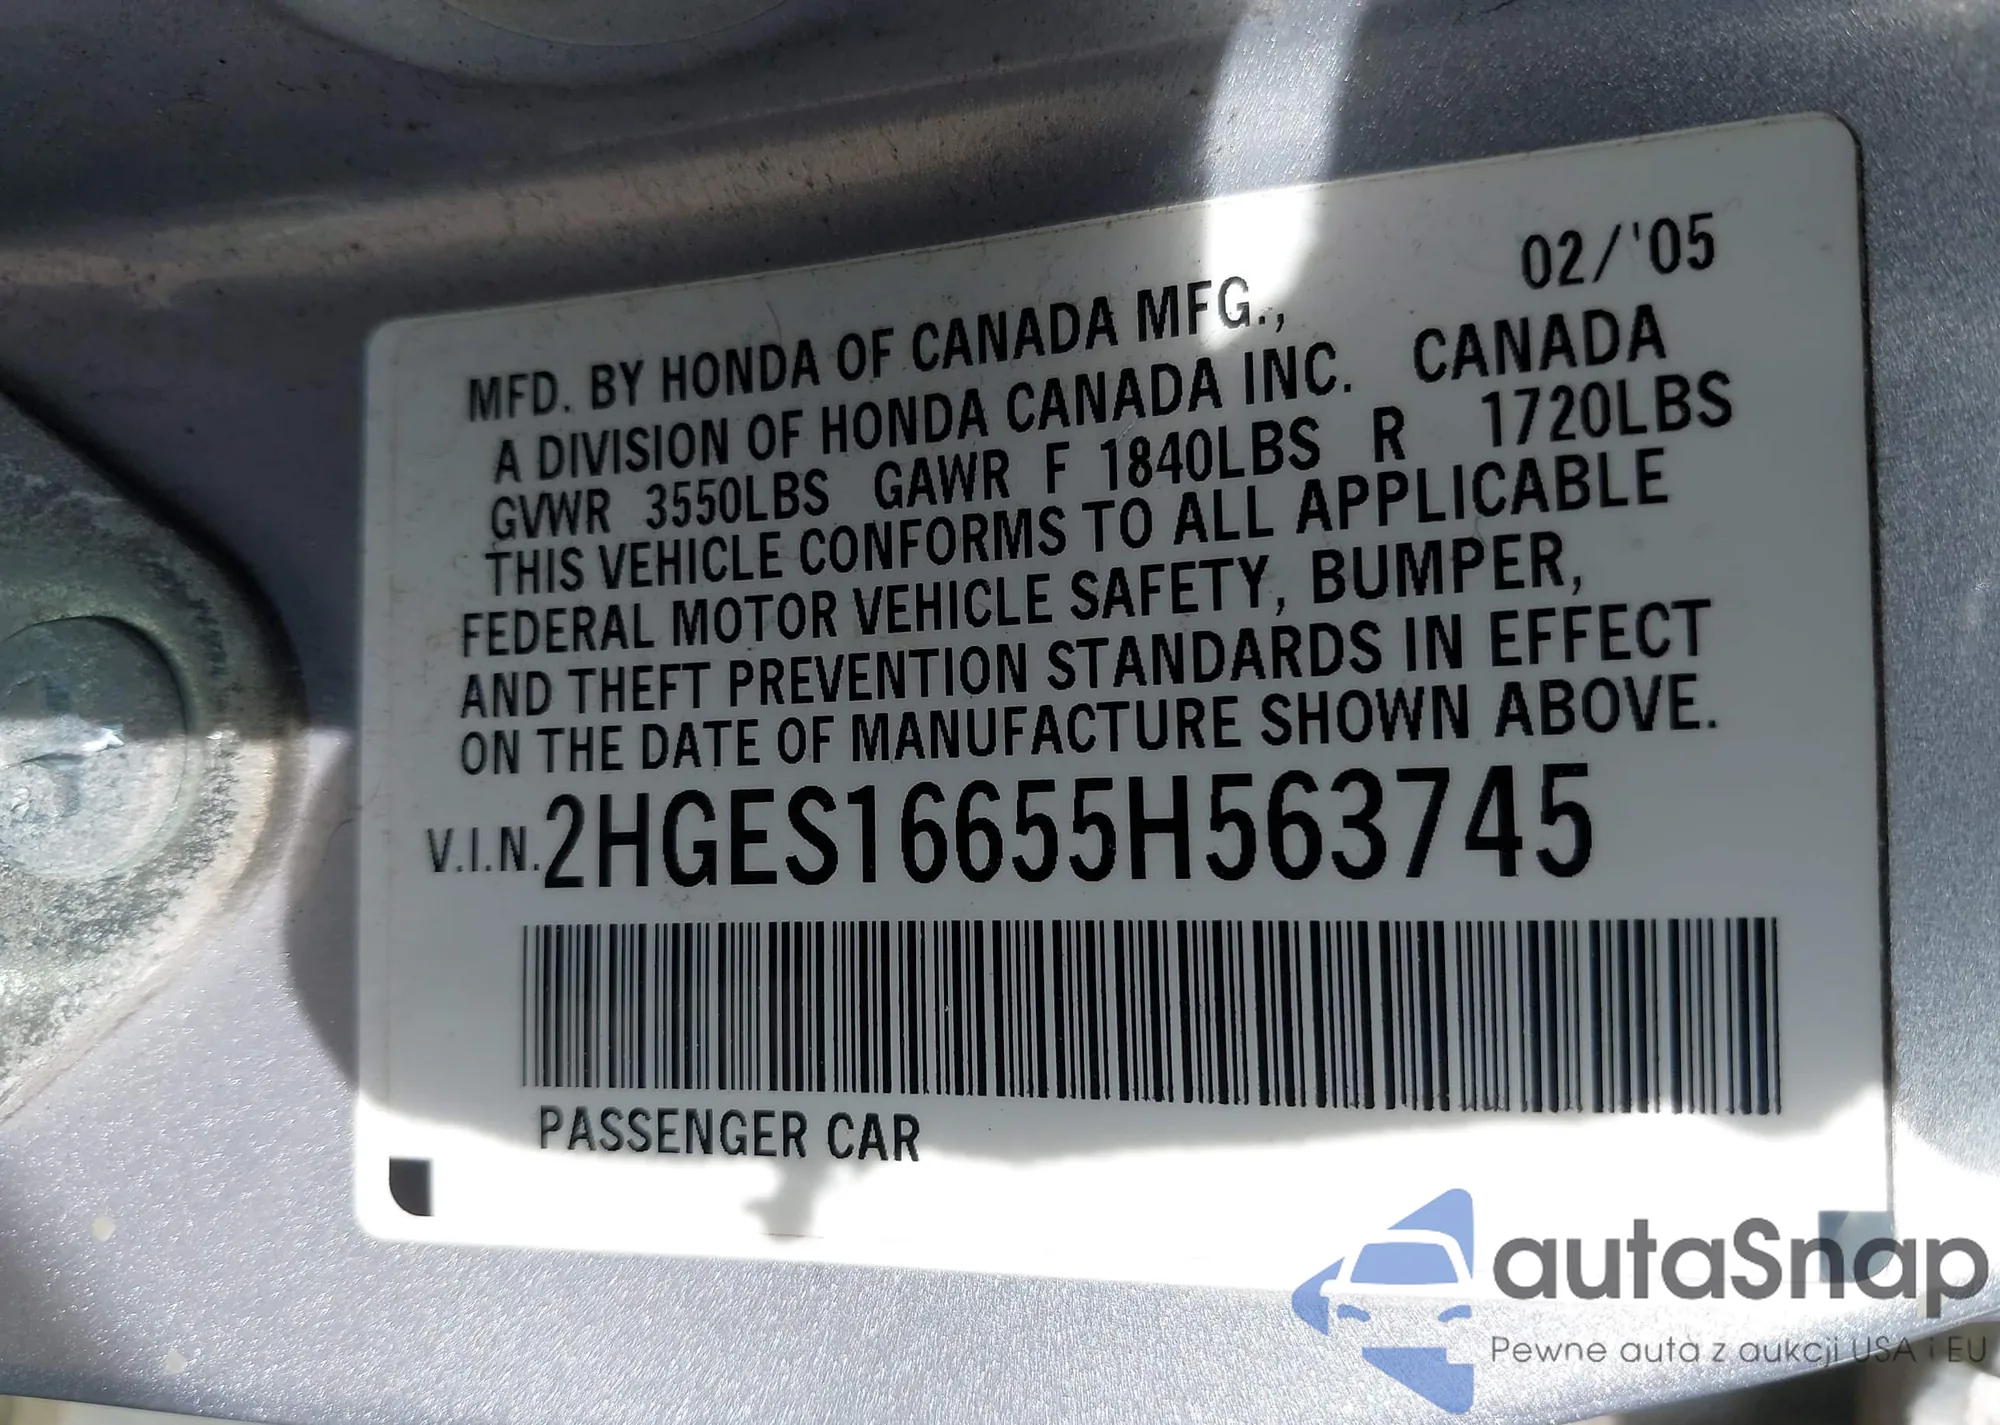 02/'05
MFD. BY HONDA OF CANADA MFG.,
A DIVISION OF HONDA CANADA INC. CANADA
GVWR 3550LBS GAWR F 1840LBS R 1720LBS
THIS VEHICLE CONFORMS TO ALL APPLICABLE
FEDERAL MOTOR VEHICLE SAFETY, BUMPER,
AND THEFT PREVENTION STANDARDS IN EFFECT
ON THE DATE OF MANUFACTURE SHOWN ABOVE.
V.I.N. 2HGES16655H563745
PASSENGER CAR
autaSnap
Pewne auta z aukcji USA i EU